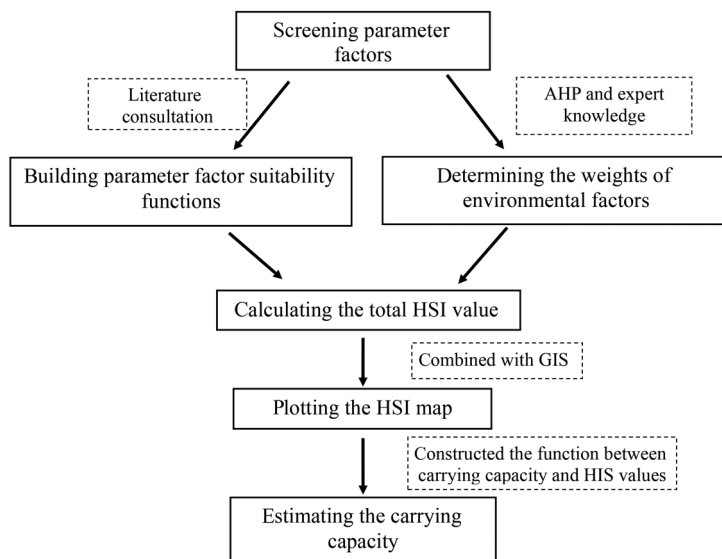 Screening parameter
factors
Literature
consultation
AHP and expert
knowledge
Building parameter factor suitability
functions
Determining the weights of
environmental factors
Calculating the total HSI value
Combined with GIS
Plotting the HSI map
Constructed the function between
carrying capacity and HIS values
Estimating the carrying
capacity